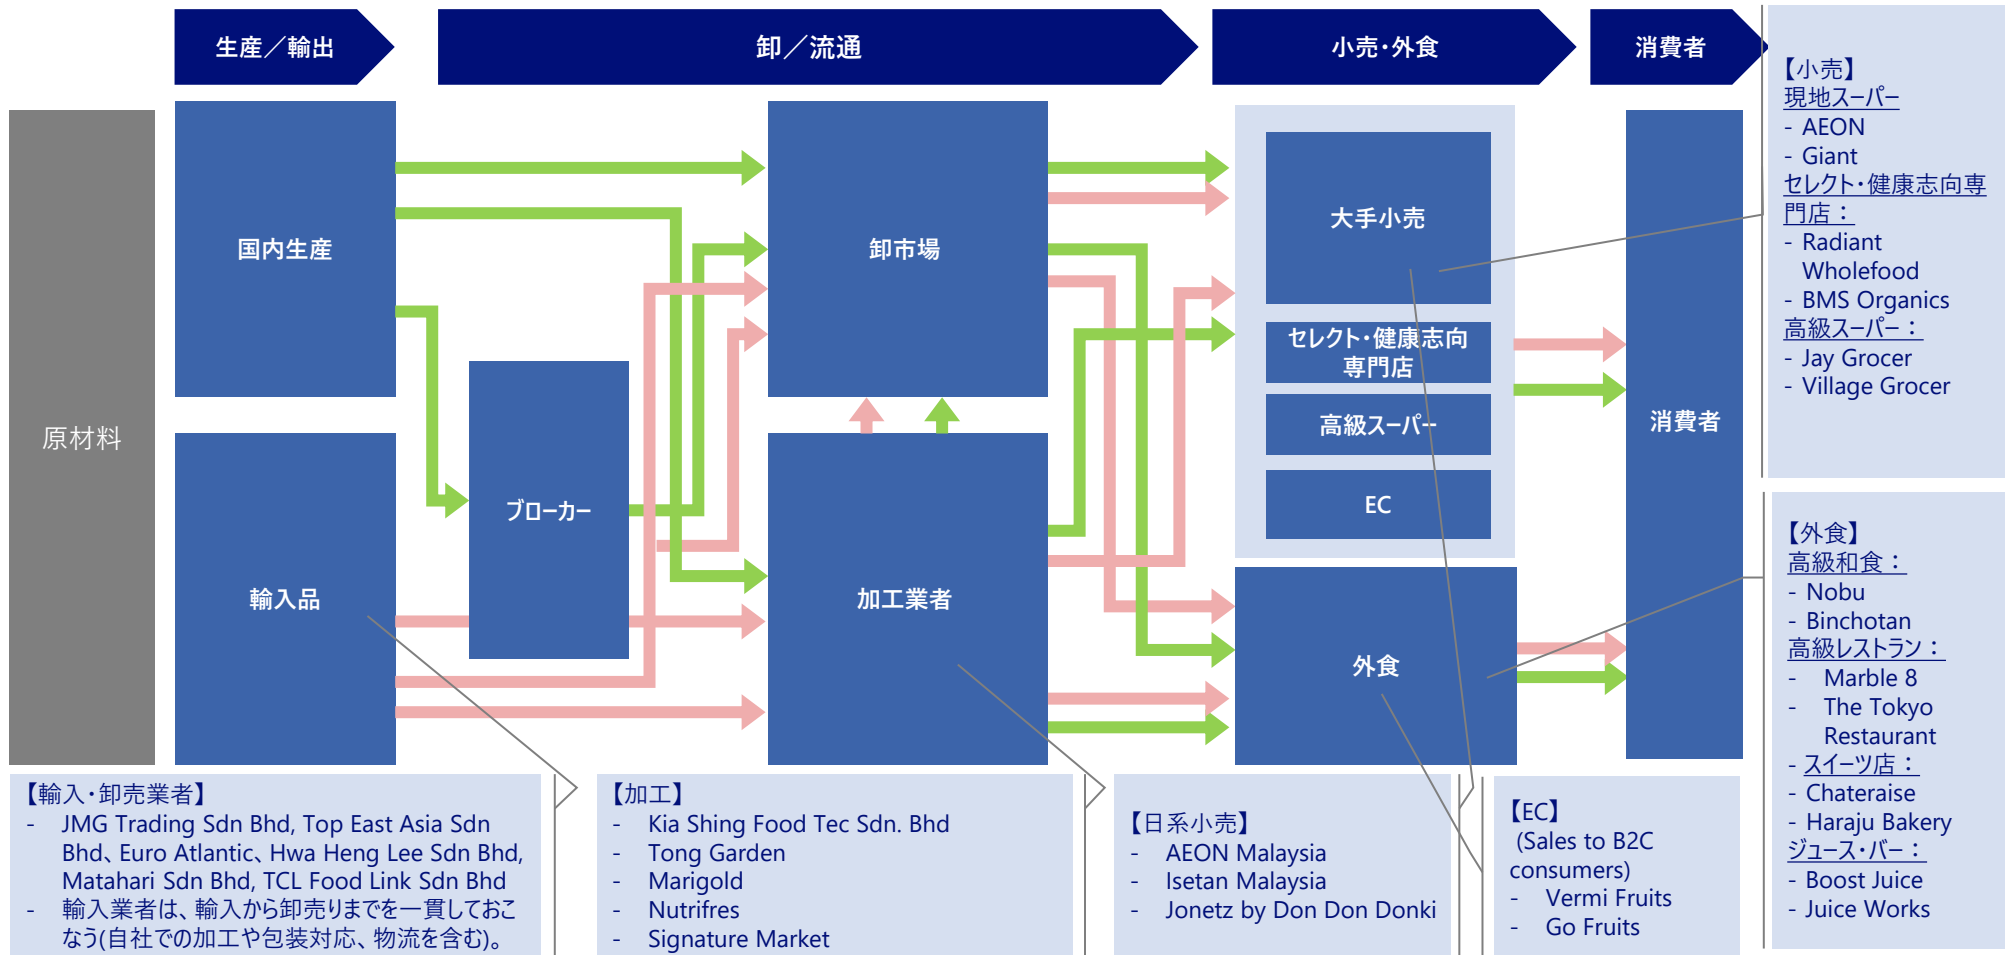 生産／輸出
卸／流通
小売・外食
消費者
原材料
国内生産
輸入品
ブローカー
卸市場
加工業者
大手小売
セレクト・健康志向
専門店
高級スーパー
EC
外食
消費者
【小売】
現地スーパー
- AEON
- Giant
セレクト・健康志向専
門店：
- Radiant
Wholefood
- BMS Organics
高級スーパー：
- Jay Grocer
- Village Grocer
【外食】
高級和食：
- Nobu
- Binchotan
高級レストラン：
- Marble 8
- The Tokyo
Restaurant
- スイーツ店：
- Chateraise
- Haraju Bakery
ジュース・バー：
- Boost Juice
- Juice Works
【輸入・卸売業者】
- JMG Trading Sdn Bhd, Top East Asia Sdn
Bhd、Euro Atlantic、Hwa Heng Lee Sdn Bhd,
Matahari Sdn Bhd, TCL Food Link Sdn Bhd
- 輸入業者は、輸入から卸売りまでを一貫しておこ
なう(自社での加工や包装対応、物流を含む)。
【加工】
- Kia Shing Food Tec Sdn. Bhd
- Tong Garden
- Marigold
- Nutrifres
- Signature Market
【日系小売】
- AEON Malaysia
- Isetan Malaysia
- Jonetz by Don Don Donki
【EC】
(Sales to B2C
consumers)
- Vermi Fruits
- Go Fruits